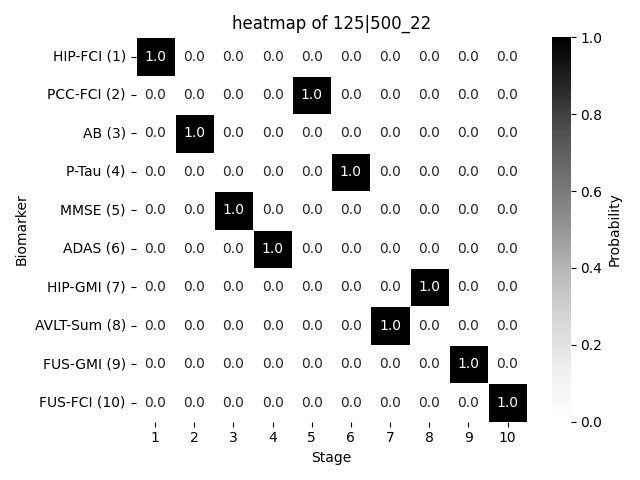 heatmap of 125|500_22
HIP-FCI (1) 1.0 0.0 0.0 0.0 0.0 0.0 0.0 0.0 0.0 0.0
PCC-FCI (2) 0.0 0.0 0.0 0.0 1.0 0.0 0.0 0.0 0.0 0.0
AB (3) 0.0 1.0 0.0 0.0 0.0 0.0 0.0 0.0 0.0 0.0
P-Tau (4) 0.0 0.0 0.0 0.0 0.0 1.0 0.0 0.0 0.0 0.0
MMSE (5) 0.0 0.0 1.0 0.0 0.0 0.0 0.0 0.0 0.0 0.0
ADAS (6) 0.0 0.0 0.0 1.0 0.0 0.0 0.0 0.0 0.0 0.0
HIP-GMI (7) 0.0 0.0 0.0 0.0 0.0 0.0 0.0 1.0 0.0 0.0
AVLT-Sum (8) 0.0 0.0 0.0 0.0 0.0 0.0 1.0 0.0 0.0 0.0
FUS-GMI (9) 0.0 0.0 0.0 0.0 0.0 0.0 0.0 0.0 1.0 0.0
FUS-FCI (10) 0.0 0.0 0.0 0.0 0.0 0.0 0.0 0.0 0.0 1.0
1 2 3 4 5 6 7 8 9 10
Stage
Biomarker
1.0
0.8
0.6
0.4
0.2
0.0
Probability